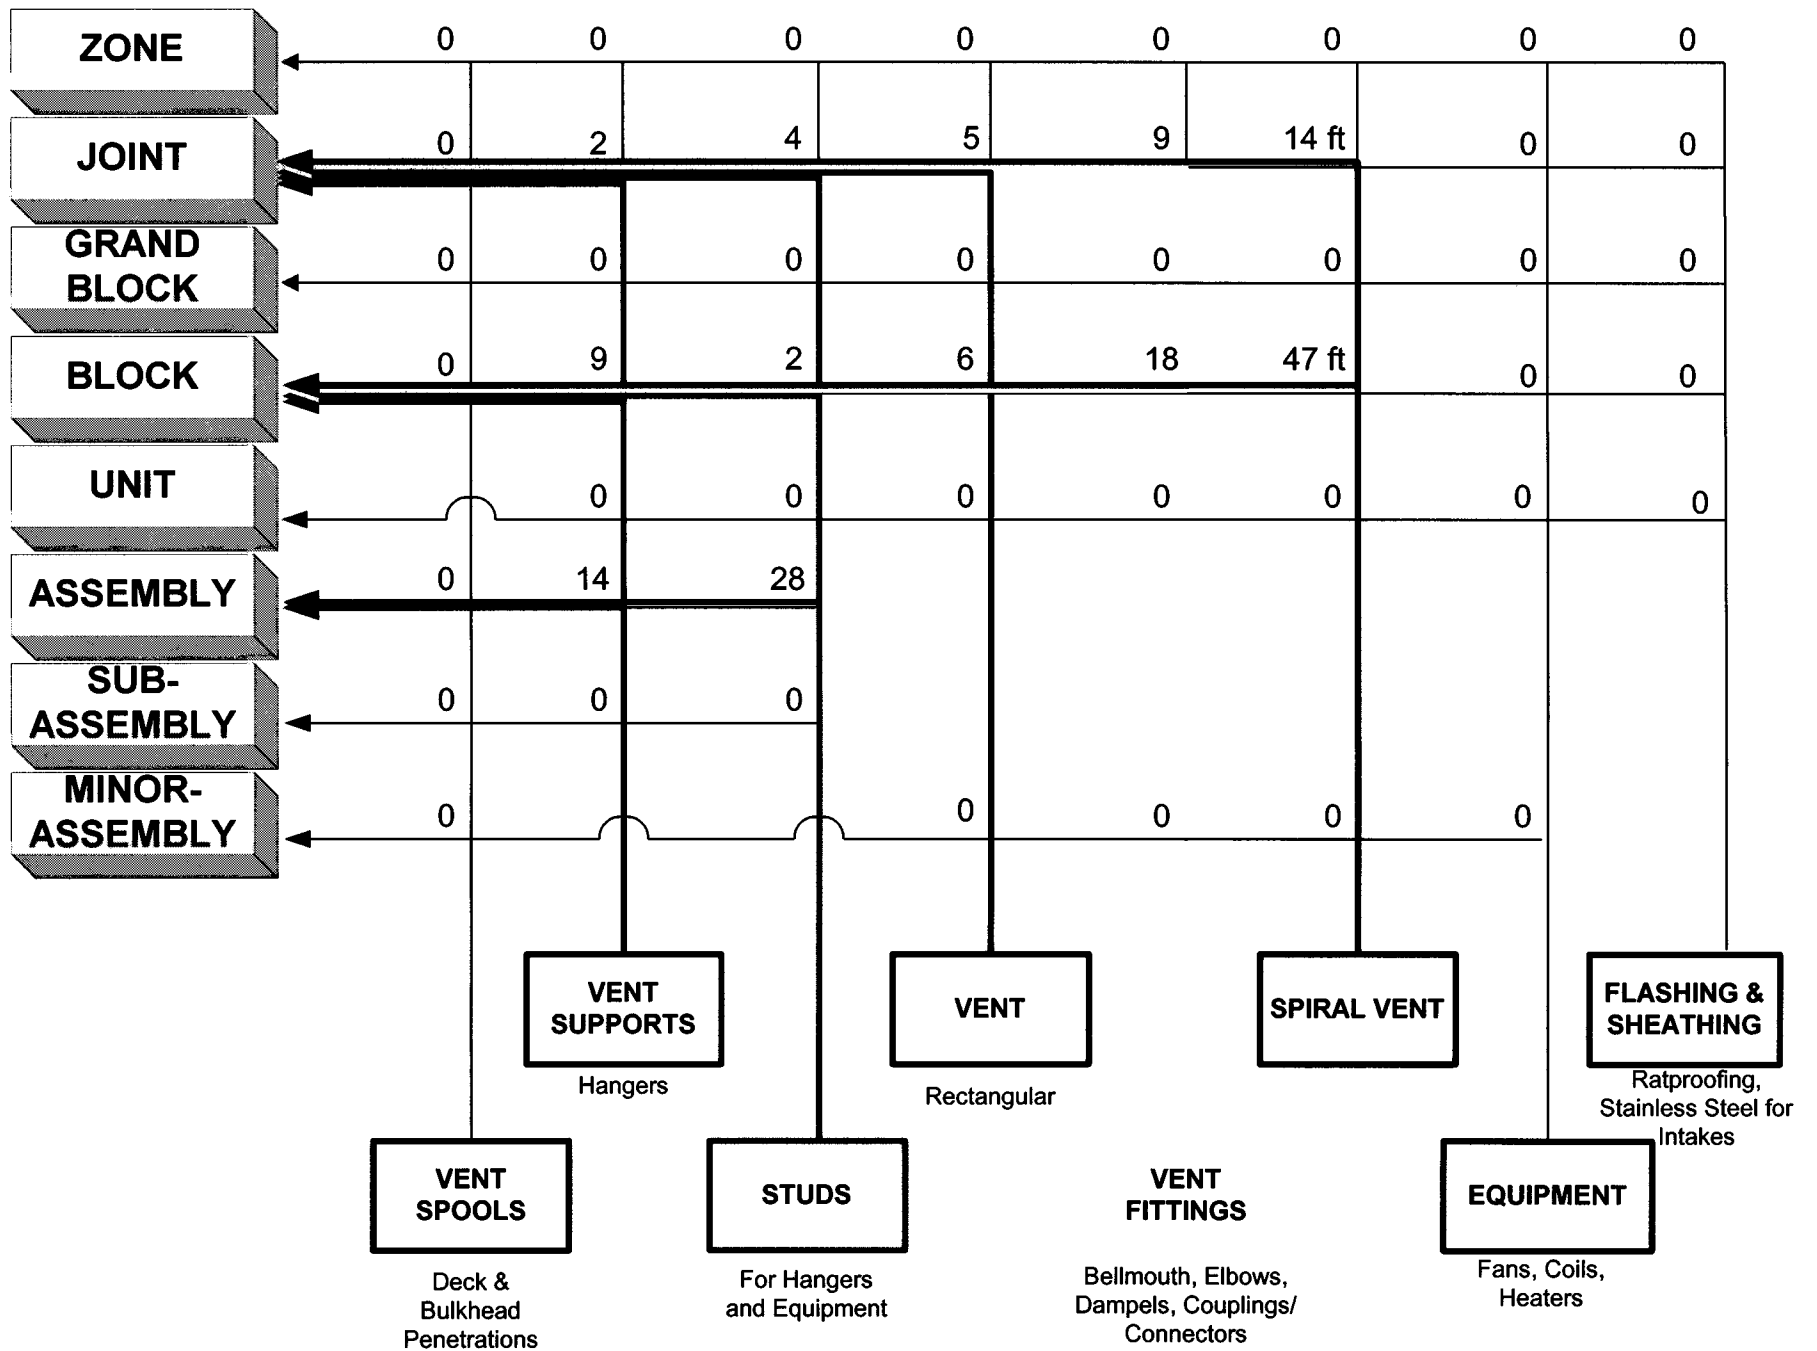 ZONE
0 0 0 0 0 0 0 0
JOINT
0 2 4 5 9 14 ft 0 0
GRAND
BLOCK
0 0 0 0 0 0 0 0
BLOCK
0 9 2 6 18 47 ft 0 0
UNIT
0 0 0 0 0 0 0
ASSEMBLY
0 14 28
SUB-
ASSEMBLY
0 0 0
MINOR-
ASSEMBLY
0 0 0 0 0
VENT
SUPPORTS
Hangers
VENT
Rectangular
SPIRAL VENT
FLASHING &
SHEATHING
Ratproofing,
Stainless Steel for
Intakes
VENT
SPOOLS
Deck &
Bulkhead
Penetrations
STUDS
For Hangers
and Equipment
VENT
FITTINGS
Bellmouth, Elbows,
Dampels, Couplings/
Connectors
EQUIPMENT
Fans, Coils,
Heaters